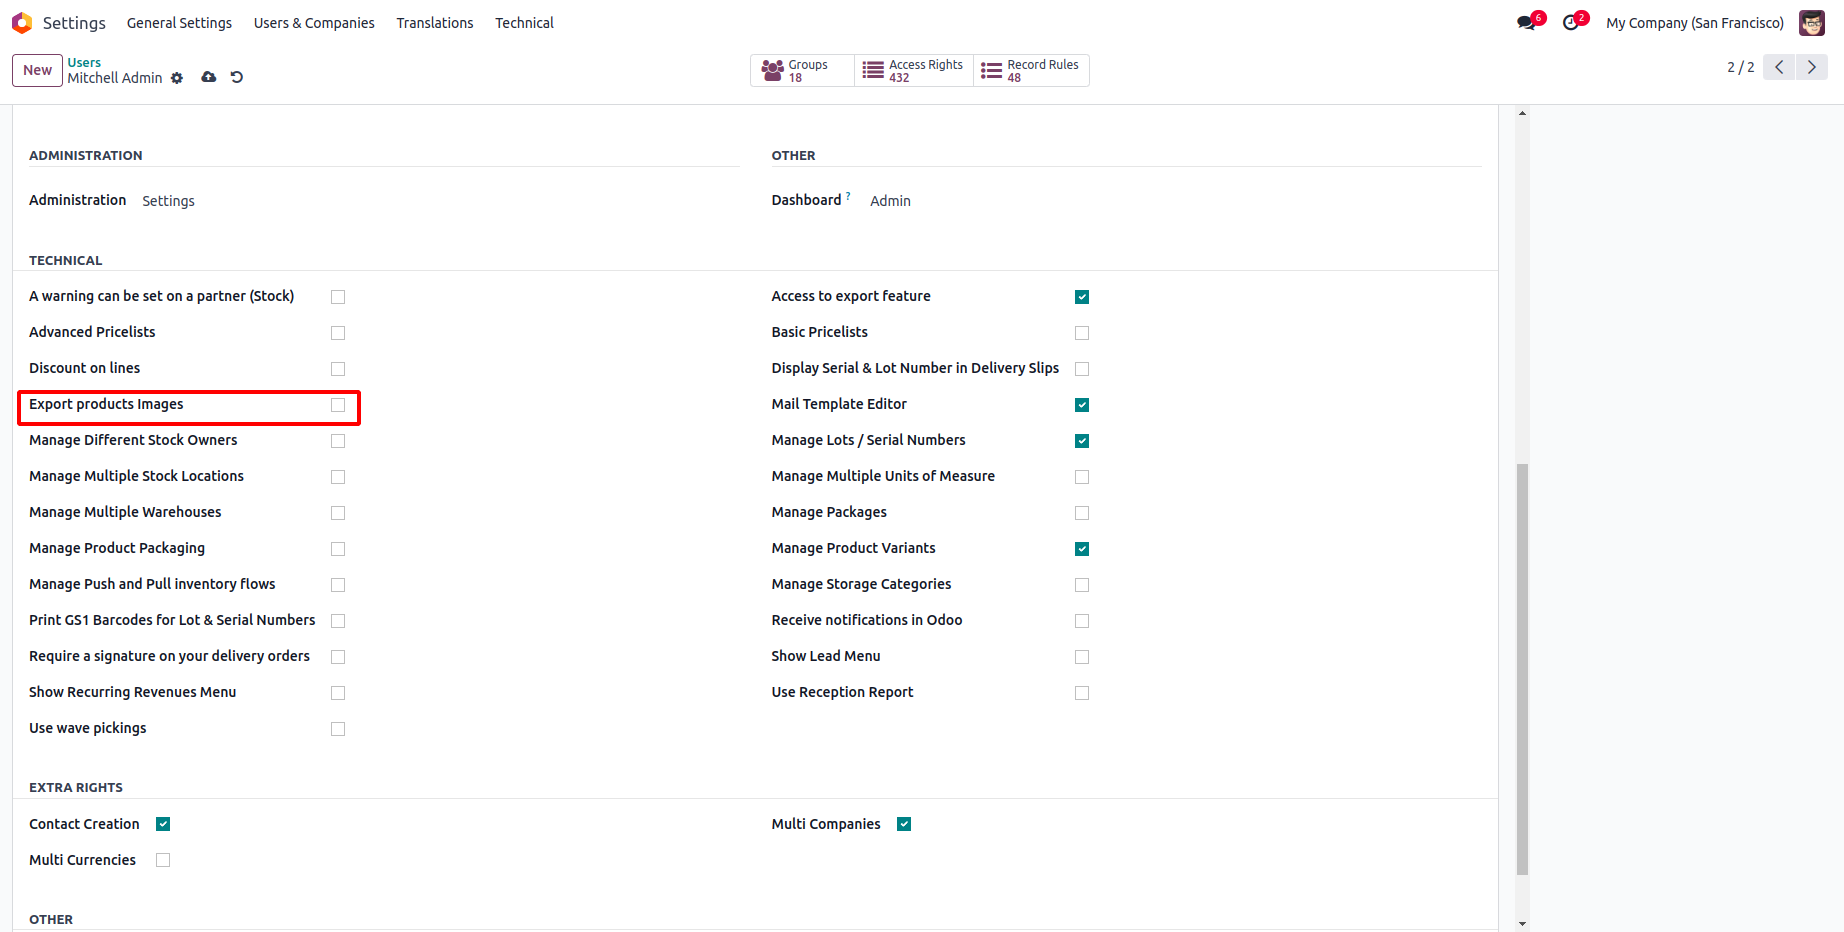 Settings General Settings Users & Companies Translations Technical 6 2 My Company (San Francisco)
New Users Groups 18 Access Rights 432 Record Rules 48 2 / 2
Mitchell Admin
ADMINISTRATION OTHER
Administration Settings Dashboard ? Admin
TECHNICAL
A warning can be set on a partner (Stock) Access to export feature
Advanced Pricelists Basic Pricelists
Discount on lines Display Serial & Lot Number in Delivery Slips
Export products Images Mail Template Editor
Manage Different Stock Owners Manage Lots / Serial Numbers
Manage Multiple Stock Locations Manage Multiple Units of Measure
Manage Multiple Warehouses Manage Packages
Manage Product Packaging Manage Product Variants
Manage Push and Pull inventory flows Manage Storage Categories
Print GS1 Barcodes for Lot & Serial Numbers Receive notifications in Odoo
Require a signature on your delivery orders Show Lead Menu
Show Recurring Revenues Menu Use Reception Report
Use wave pickings
EXTRA RIGHTS
Contact Creation Multi Companies
Multi Currencies
OTHER